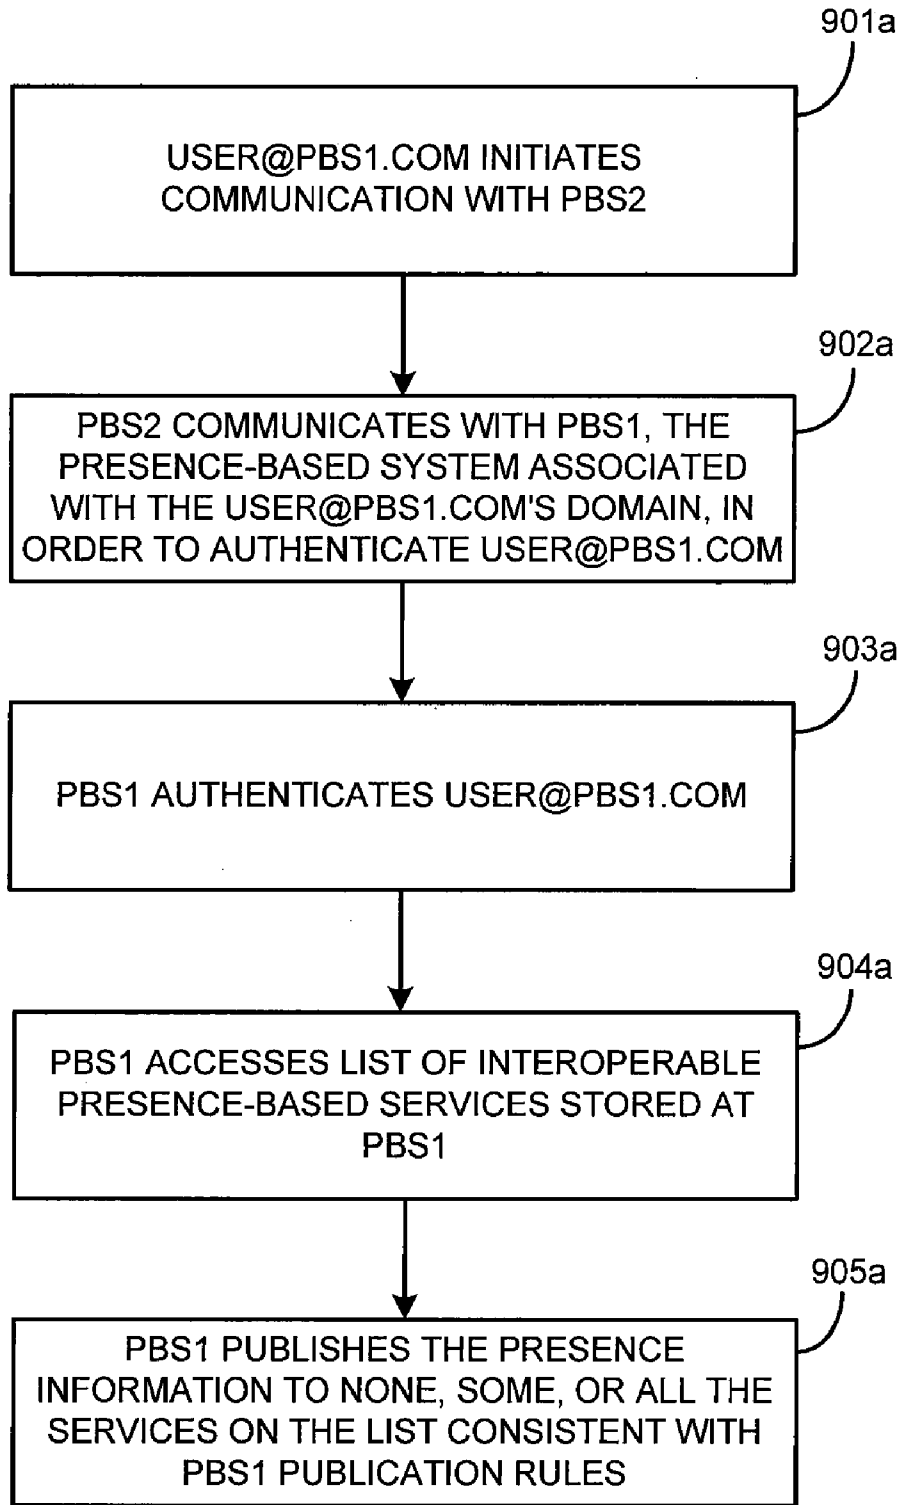 901a
USER@PBS1.COM INITIATES
COMMUNICATION WITH PBS2
902a
PBS2 COMMUNICATES WITH PBS1, THE
PRESENCE-BASED SYSTEM ASSOCIATED
WITH THE USER@PBS1.COM'S DOMAIN, IN
ORDER TO AUTHENTICATE USER@PBS1.COM
903a
PBS1 AUTHENTICATES USER@PBS1.COM
904a
PBS1 ACCESSES LIST OF INTEROPERABLE
PRESENCE-BASED SERVICES STORED AT
PBS1
905a
PBS1 PUBLISHES THE PRESENCE
INFORMATION TO NONE, SOME, OR ALL THE
SERVICES ON THE LIST CONSISTENT WITH
PBS1 PUBLICATION RULES